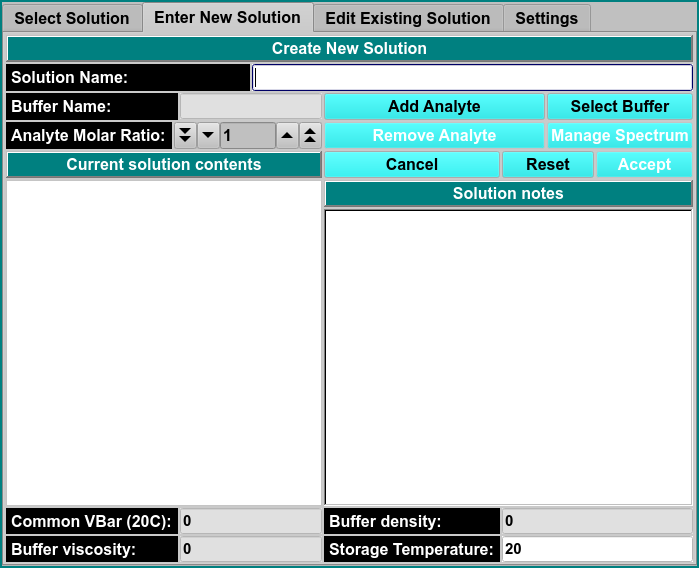 Select Solution Enter New Solution Edit Existing Solution Settings
Create New Solution
Solution Name:
Buffer Name: Add Analyte Select Buffer
Analyte Molar Ratio: 1 Remove Analyte Manage Spectrum
Current solution contents Cancel Reset Accept
Solution notes
Common VBar (20C): 0 Buffer density: 0
Buffer viscosity: 0 Storage Temperature: 20